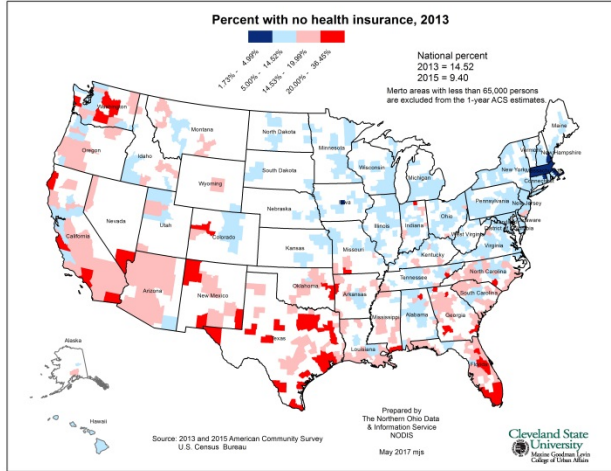 Percent with no health insurance, 2013
1.73% - 4.99%
5.00% - 14.52%
14.53% - 19.99%
20.00% - 36.45%
National percent
2013 = 14.52
2015 = 9.40
Merto areas with less than 65,000 persons
are excluded from the 1-year ACS estimates.
Washington
Montana
North Dakota
Minnesota
Maine
Vermont
New Hampshire
Oregon
Idaho
Wyoming
South Dakota
Wisconsin
Michigan
New York
Connecticut
Nevada
Utah
Colorado
Nebraska
Iowa
Illinois
Indiana
Ohio
Pennsylvania
New Jersey
California
Kansas
Missouri
Kentucky
West Virginia
Virginia
Arizona
New Mexico
Oklahoma
Arkansas
Tennessee
North Carolina
South Carolina
Texas
Louisiana
Mississippi
Alabama
Georgia
Alaska
Hawaii
Source: 2013 and 2015 American Community Survey
U.S. Census Bureau
Prepared by
The Northern Ohio Data
& Information Service
NODIS
May 2017 mjs
Cleveland State
University
Maxine Goodman Levin
College of Urban Affairs